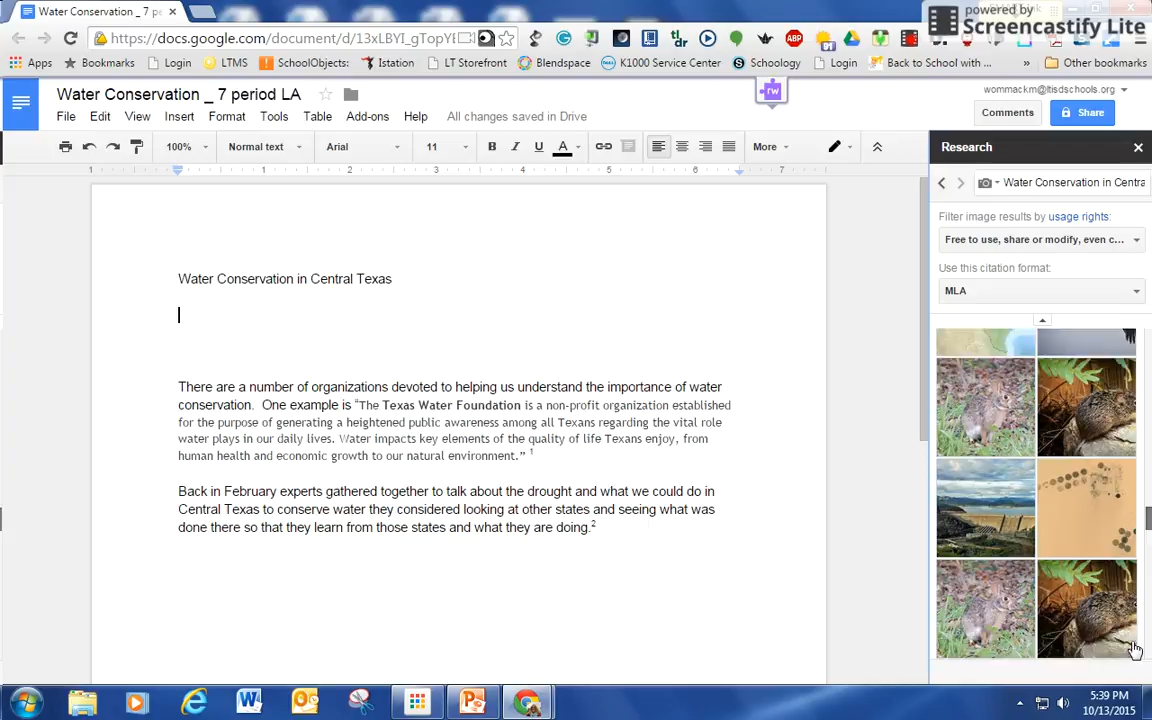 Water Conservation _ 7 pe ×
powered by
Screencastify Lite
https://docs.google.com/document/d/13xLBYI_gTopYI
Apps Bookmarks Login LTMS SchoolObjects: Istation LT Storefront Blendspace K1000 Service Center Schoology Login Back to School with ... » Other bookmarks
Water Conservation _ 7 period LA
wommackm@ltisdschools.org
File Edit View Insert Format Tools Table Add-ons Help All changes saved in Drive
rw
Comments Share
100% Normal text Arial 11 B I U A More
Research
1 1 2 3 4 5 6 7
Water Conservation in Centra
Filter image results by usage rights:
Free to use, share or modify, even c...
Use this citation format:
MLA
Water Conservation in Central Texas
There are a number of organizations devoted to helping us understand the importance of water
conservation. One example is “The Texas Water Foundation is a non-profit organization established
for the purpose of generating a heightened public awareness among all Texans regarding the vital role
water plays in our daily lives. Water impacts key elements of the quality of life Texans enjoy, from
human health and economic growth to our natural environment.” 1
Back in February experts gathered together to talk about the drought and what we could do in
Central Texas to conserve water they considered looking at other states and seeing what was
done there so that they learn from those states and what they are doing.2
5:39 PM
10/13/2015